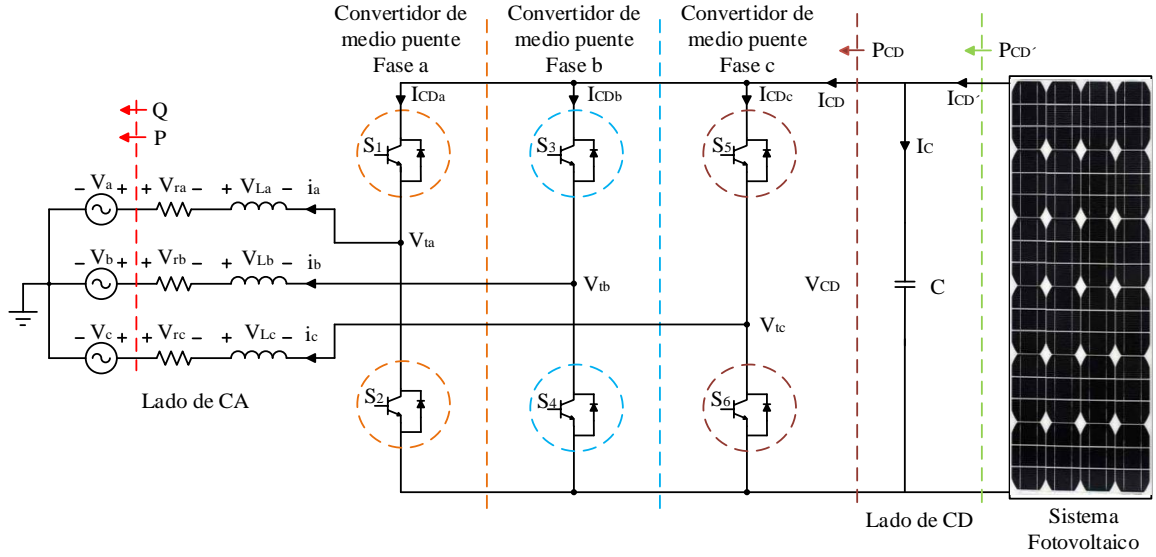 Convertidor de medio puente Fase a
Convertidor de medio puente Fase b
Convertidor de medio puente Fase c
PCD
PCD´
ICDa
ICDb
ICDc
ICD
ICD´
Q
P
S1
S3
S5
IC
Va
Vra
VLa
ia
− + + − + −
Vta
Vb
Vrb
VLb
ib
− + + − + −
Vtb
VCD
C
Vc
Vrc
VLc
ic
− + + − + −
Vtc
Lado de CA
S2
S4
S6
Lado de CD
Sistema
Fotovoltaico